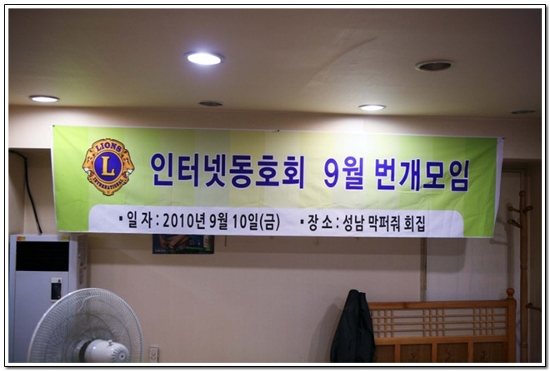 LIONS
L
INTERNATIONAL
인터넷동호회 9월 번개모임
▪ 일 자 : 2010년 9월 10일(금) ▪ 장 소 : 성남 막퍼줘 회집